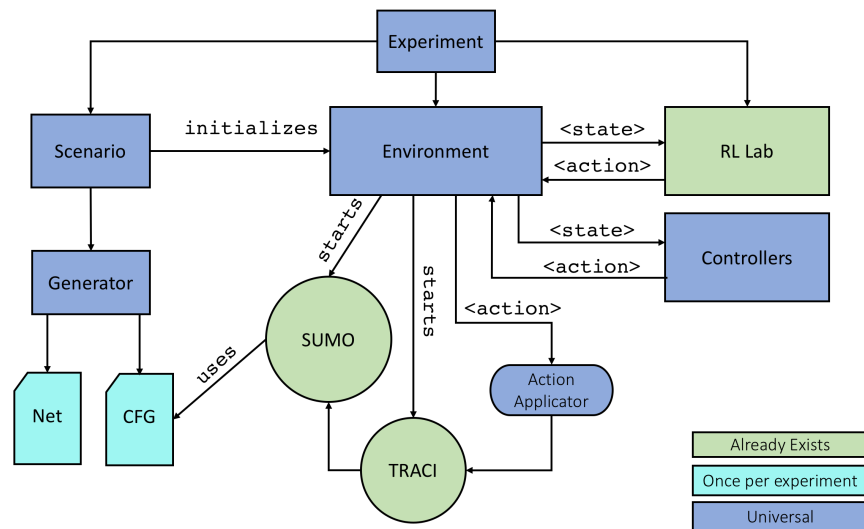 Experiment
initializes
Scenario
Environment
<state>
<action>
RL Lab
starts
starts
<state>
<action>
Controllers
Generator
<action>
SUMO
uses
Action
Applicator
Net
CFG
TRACI
Already Exists
Once per experiment
Universal